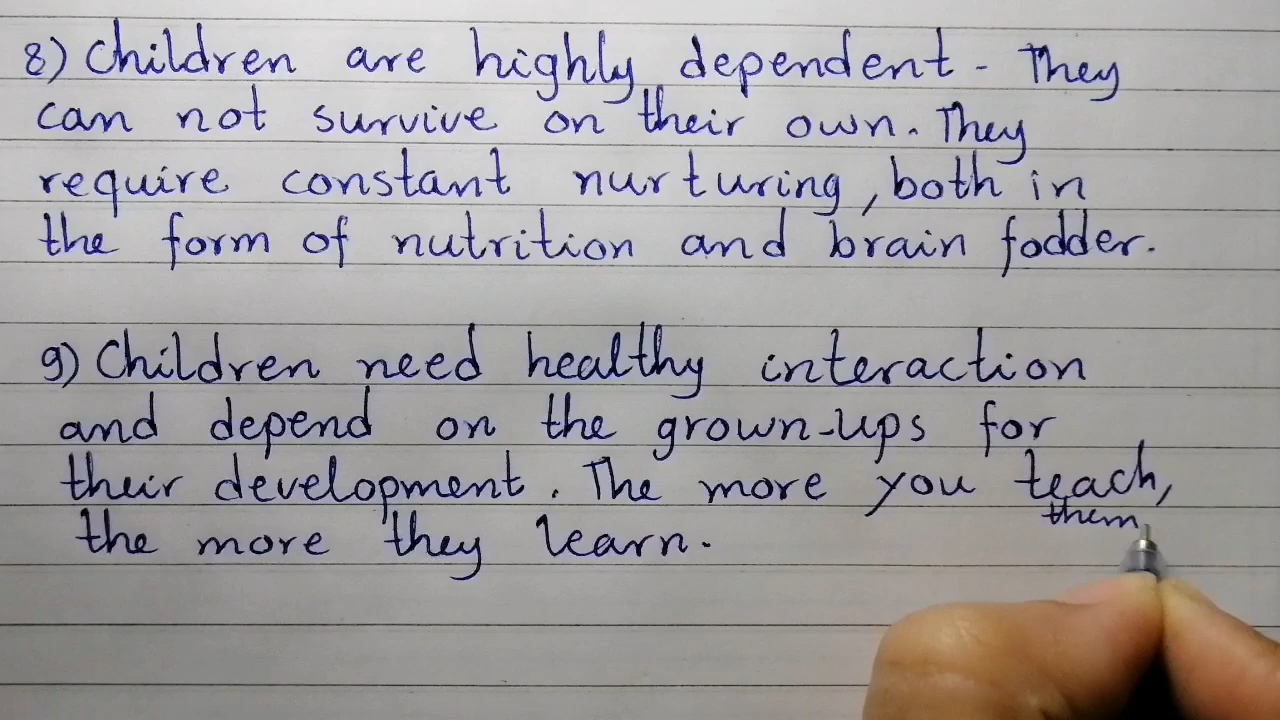 8) Children are highly dependent. They
can not survive on their own. They
require constant nurturing, both in
the form of nutrition and brain fodder.
9) Children need healthy interaction
and depend on the grown-ups for
their development. The more you teach,
them
the more they learn.